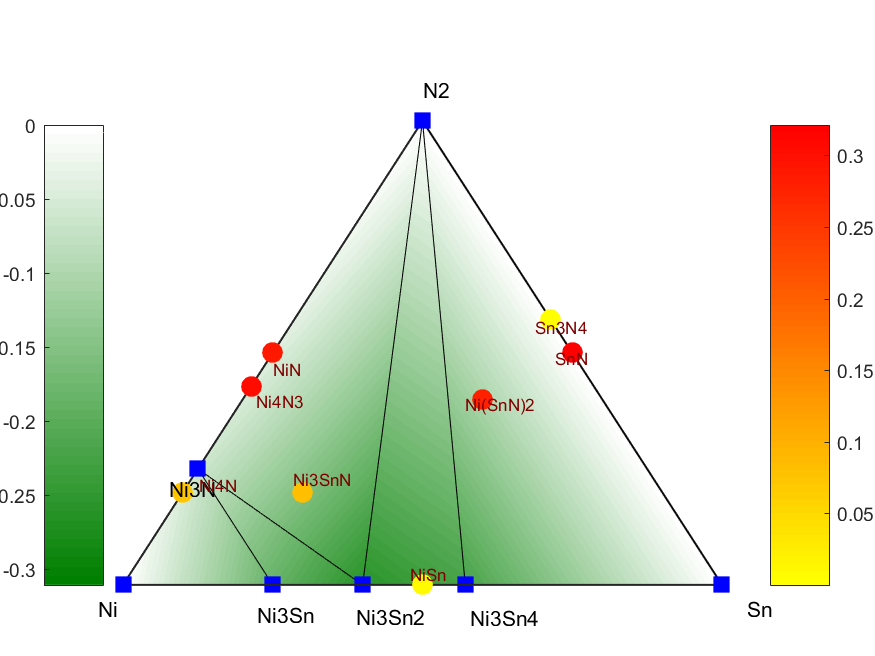 N2
0
0.05
-0.1
0.15
-0.2
0.25
-0.3
0.3
0.25
0.2
0.15
0.1
0.05
Sn3N4
SnN
NiN
Ni4N3
Ni(SnN)2
Ni3N
Ni4N
Ni3SnN
NiSn
Ni
Ni3Sn
Ni3Sn2
Ni3Sn4
Sn